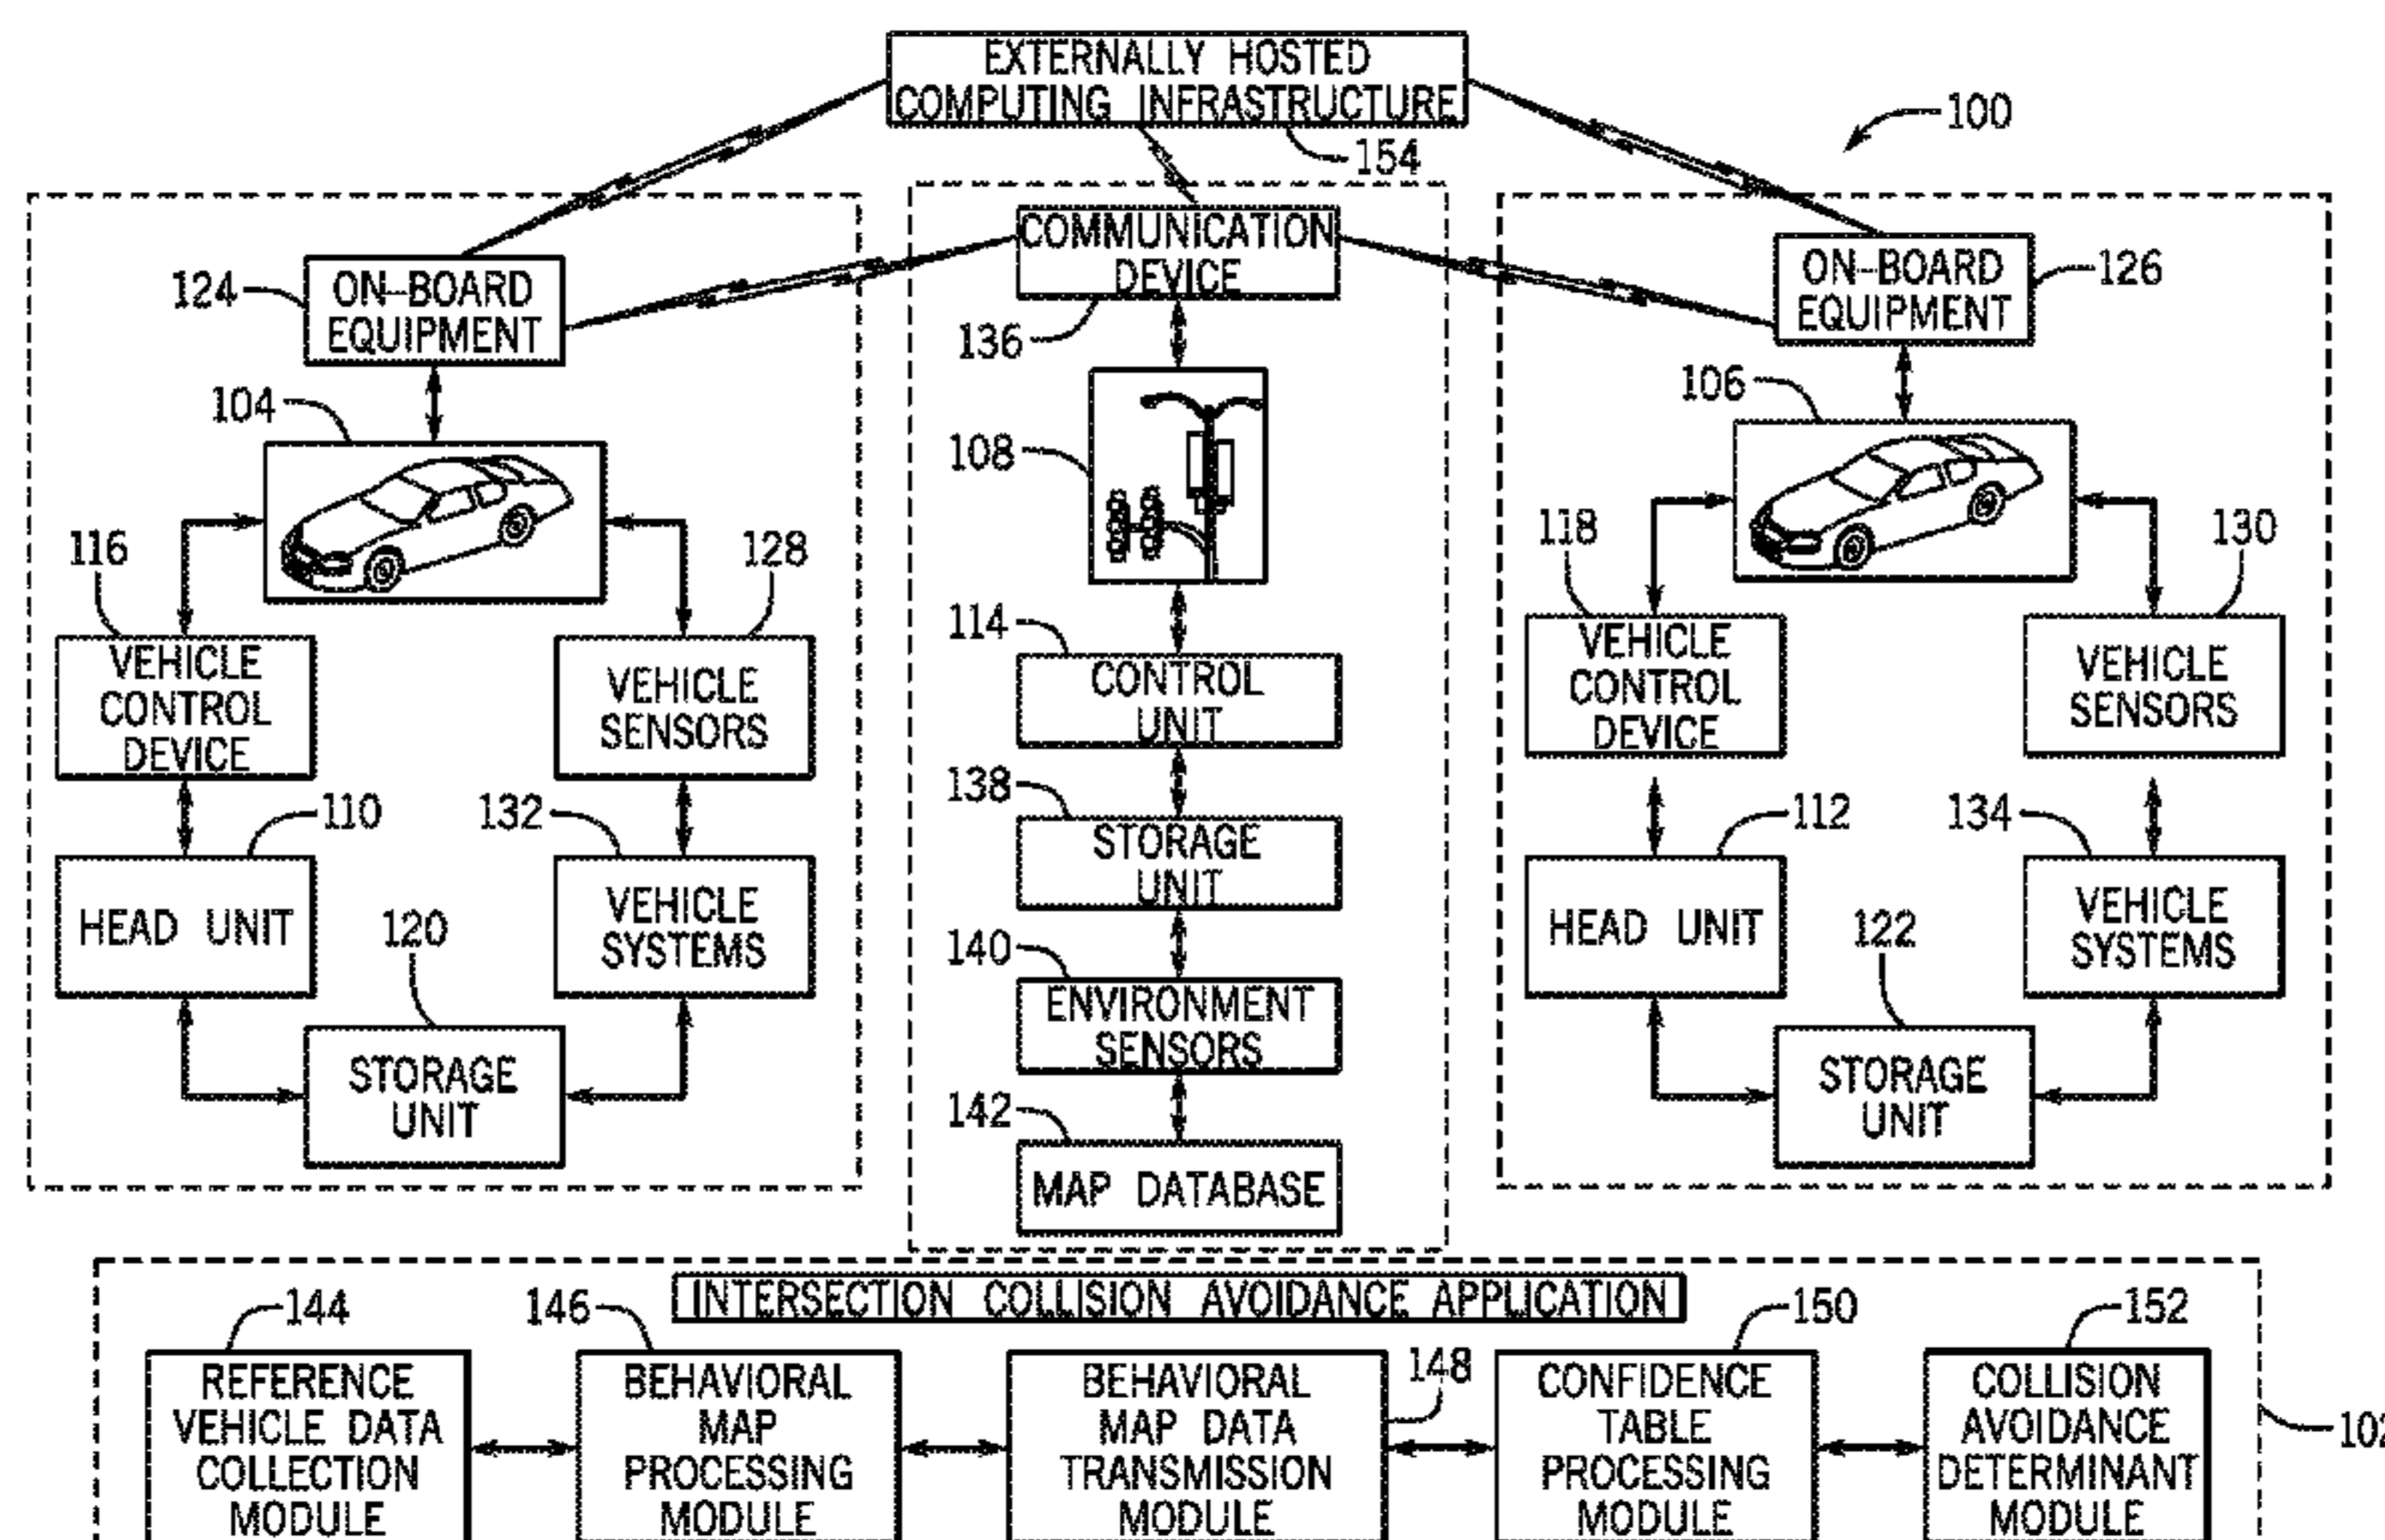 EXTERNALLY HOSTED
COMPUTING INFRASTRUCTURE
154
100
124
ON-BOARD
EQUIPMENT
104
116
128
VEHICLE
CONTROL
DEVICE
VEHICLE
SENSORS
110
132
HEAD UNIT
VEHICLE
SYSTEMS
120
STORAGE
UNIT
COMMUNICATION
DEVICE
136
108
114
CONTROL
UNIT
138
STORAGE
UNIT
140
ENVIRONMENT
SENSORS
142
MAP DATABASE
ON-BOARD
EQUIPMENT
126
106
118
130
VEHICLE
CONTROL
DEVICE
VEHICLE
SENSORS
112
134
HEAD UNIT
VEHICLE
SYSTEMS
122
STORAGE
UNIT
INTERSECTION COLLISION AVOIDANCE APPLICATION
144
REFERENCE
VEHICLE DATA
COLLECTION
MODULE
146
BEHAVIORAL
MAP
PROCESSING
MODULE
148
BEHAVIORAL
MAP DATA
TRANSMISSION
MODULE
150
CONFIDENCE
TABLE
PROCESSING
MODULE
152
COLLISION
AVOIDANCE
DETERMINANT
MODULE